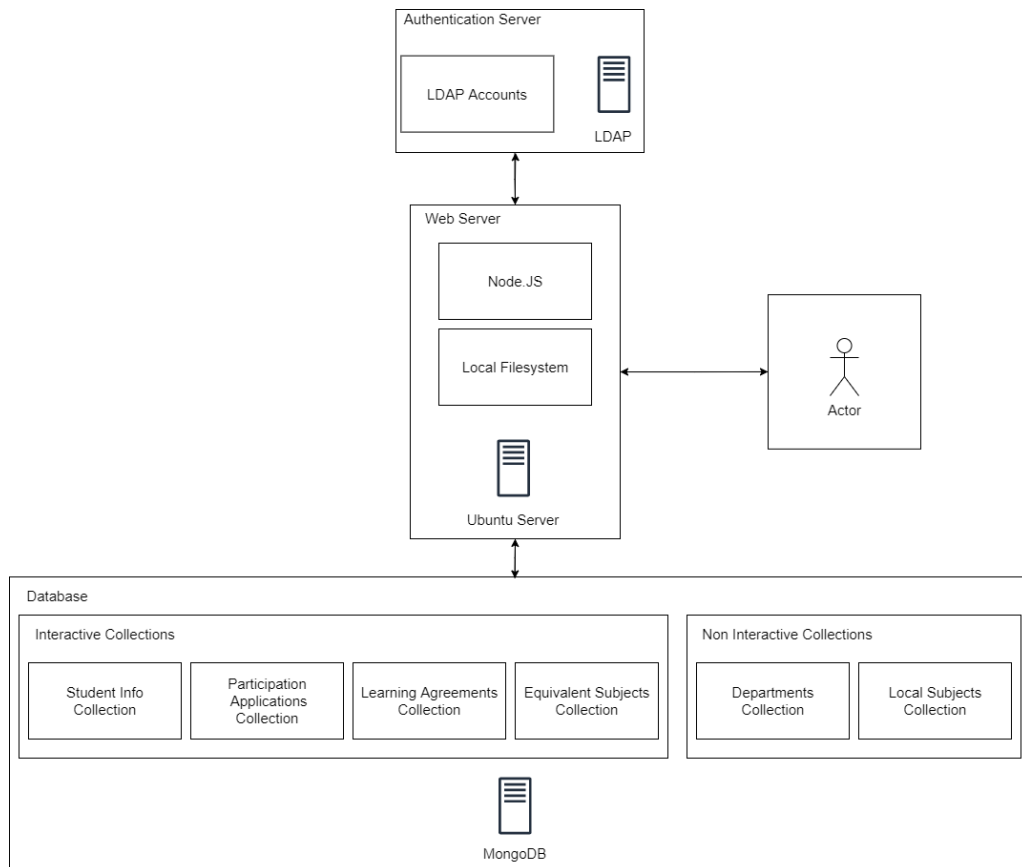 Authentication Server
LDAP Accounts
LDAP
Web Server
Node.JS
Local Filesystem
Ubuntu Server
Actor
Database
Interactive Collections
Student Info
Collection
Participation
Applications
Collection
Learning Agreements
Collection
Equivalent Subjects
Collection
Non Interactive Collections
Departments
Collection
Local Subjects
Collection
MongoDB